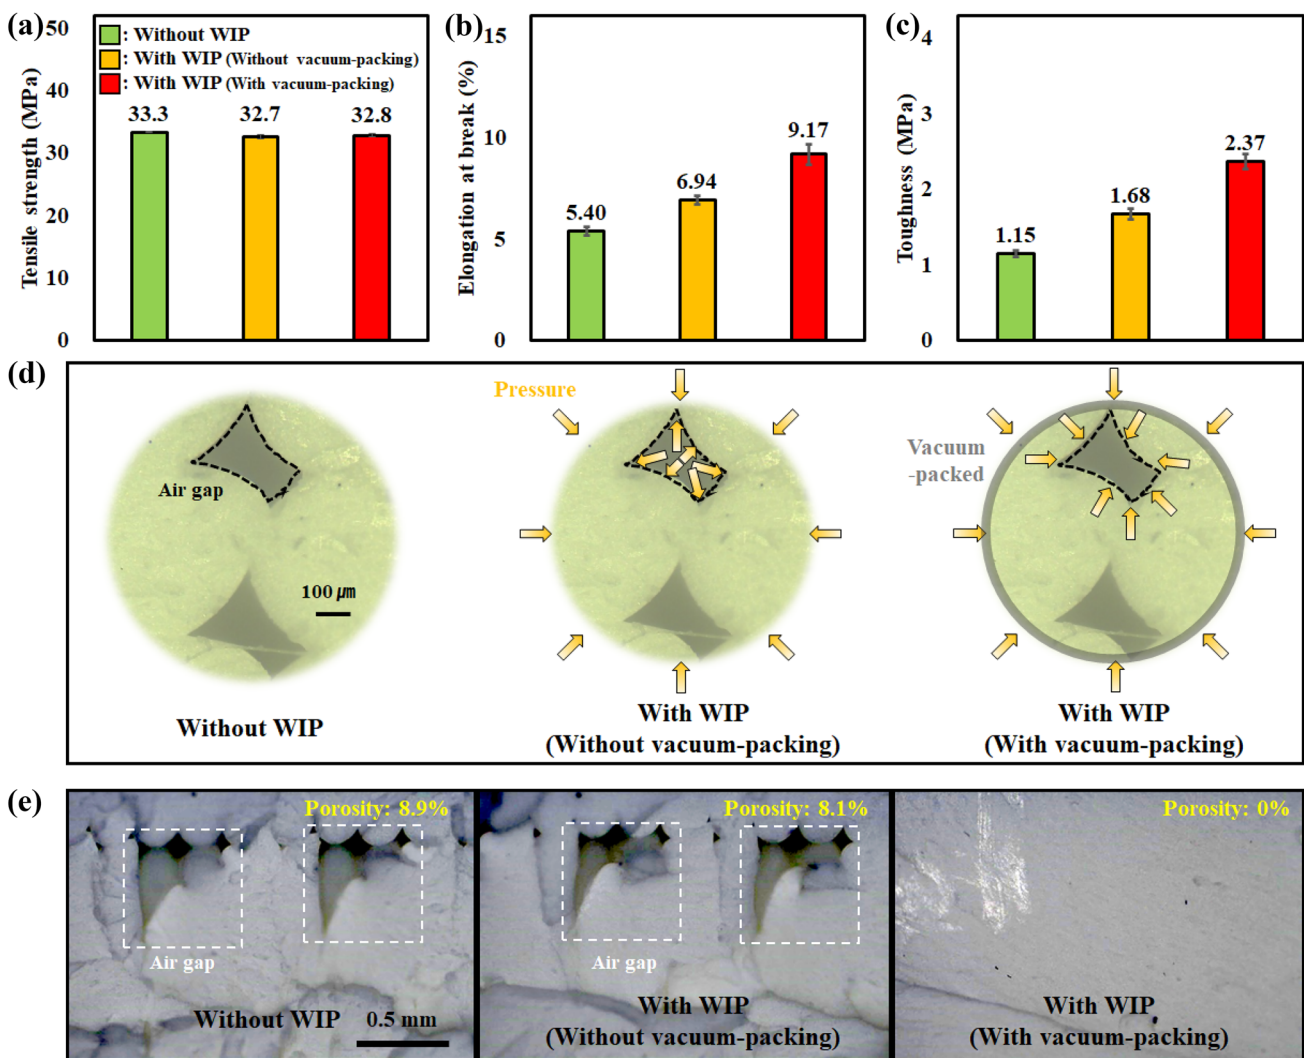 (a)
Tensile strength (MPa)
50
40
30
20
10
0
: Without WIP
: With WIP (Without vacuum-packing)
: With WIP (With vacuum-packing)
33.3
32.7
32.8
(b)
Elongation at break (%)
15
10
5
0
5.40
6.94
9.17
(c)
Toughness (MPa)
4
3
2
1
0
1.15
1.68
2.37
(d)
Air gap
100 ㎛
Without WIP
Pressure
With WIP
(Without vacuum-packing)
Vacuum
-packed
With WIP
(With vacuum-packing)
(e)
Porosity: 8.9%
Air gap
Without WIP
0.5 mm
Porosity: 8.1%
Air gap
With WIP
(Without vacuum-packing)
Porosity: 0%
With WIP
(With vacuum-packing)